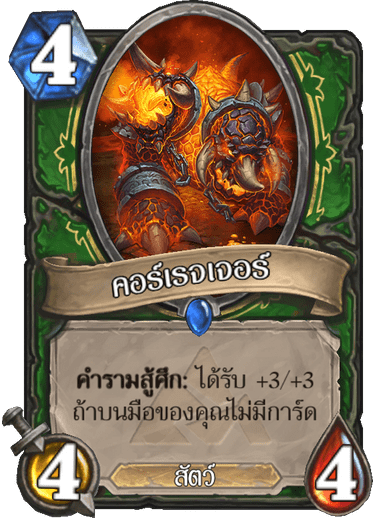 4
คอร์เรจเจอร์
คำรามสู้ศึก: ได้รับ +3/+3
ถ้าบนมือของคุณไม่มีการ์ด
4
สัตว์
4